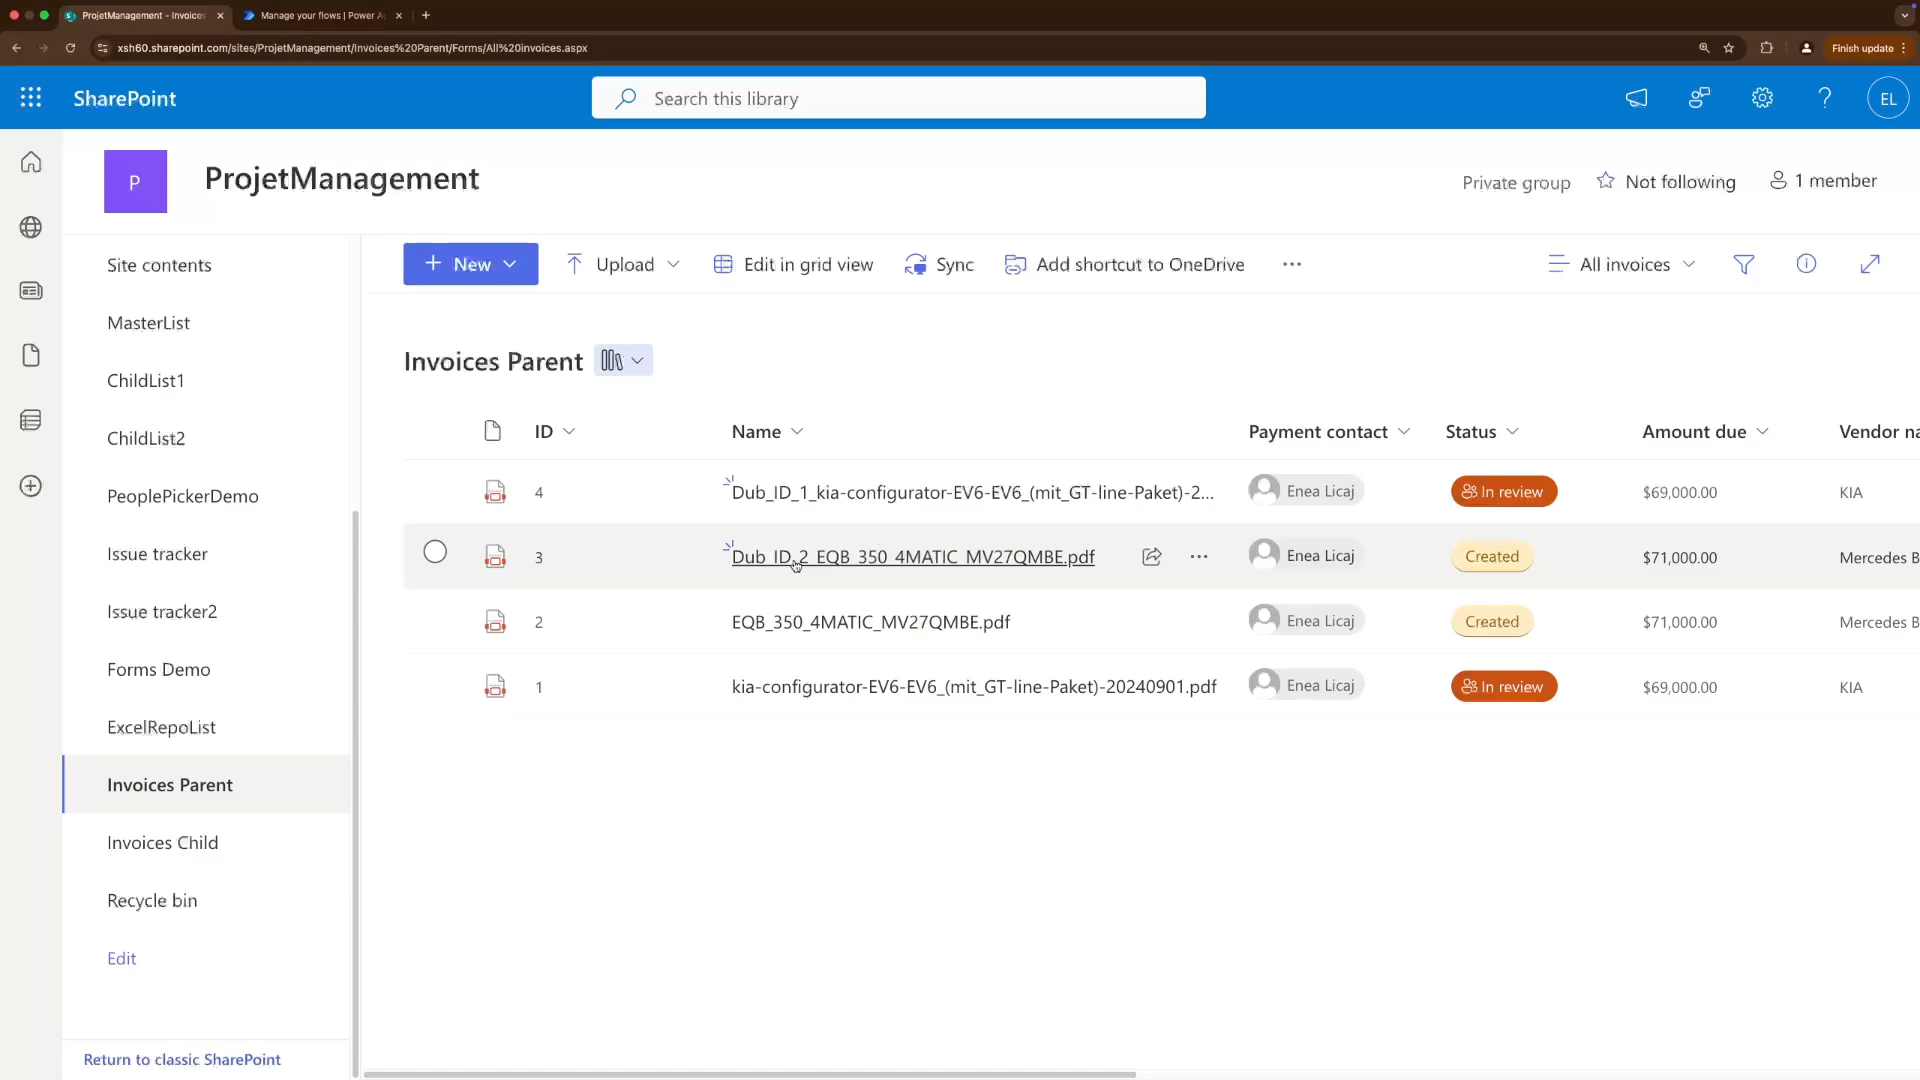 ProjetManagement - Invoices
Manage your flows | Power A
xsh60.sharepoint.com/sites/ProjetManagement/Invoices%20Parent/Forms/All%20invoices.aspx
Finish update
SharePoint
Search this library
EL
P
ProjetManagement
Private group
Not following
1 member
Site contents
MasterList
ChildList1
ChildList2
PeoplePickerDemo
Issue tracker
Issue tracker2
Forms Demo
ExcelRepoList
Invoices Parent
Invoices Child
Recycle bin
Edit
Return to classic SharePoint
New
Upload
Edit in grid view
Sync
Add shortcut to OneDrive
All invoices
Invoices Parent
ID Name Payment contact Status Amount due Vendor na
4 Dub_ID_1_kia-configurator-EV6-EV6_(mit_GT-line-Paket)-2... Enea Licaj In review $69,000.00 KIA
3 Dub_ID_2_EQB_350_4MATIC_MV27QMBE.pdf Enea Licaj Created $71,000.00 Mercedes B
2 EQB_350_4MATIC_MV27QMBE.pdf Enea Licaj Created $71,000.00 Mercedes B
1 kia-configurator-EV6-EV6_(mit_GT-line-Paket)-20240901.pdf Enea Licaj In review $69,000.00 KIA